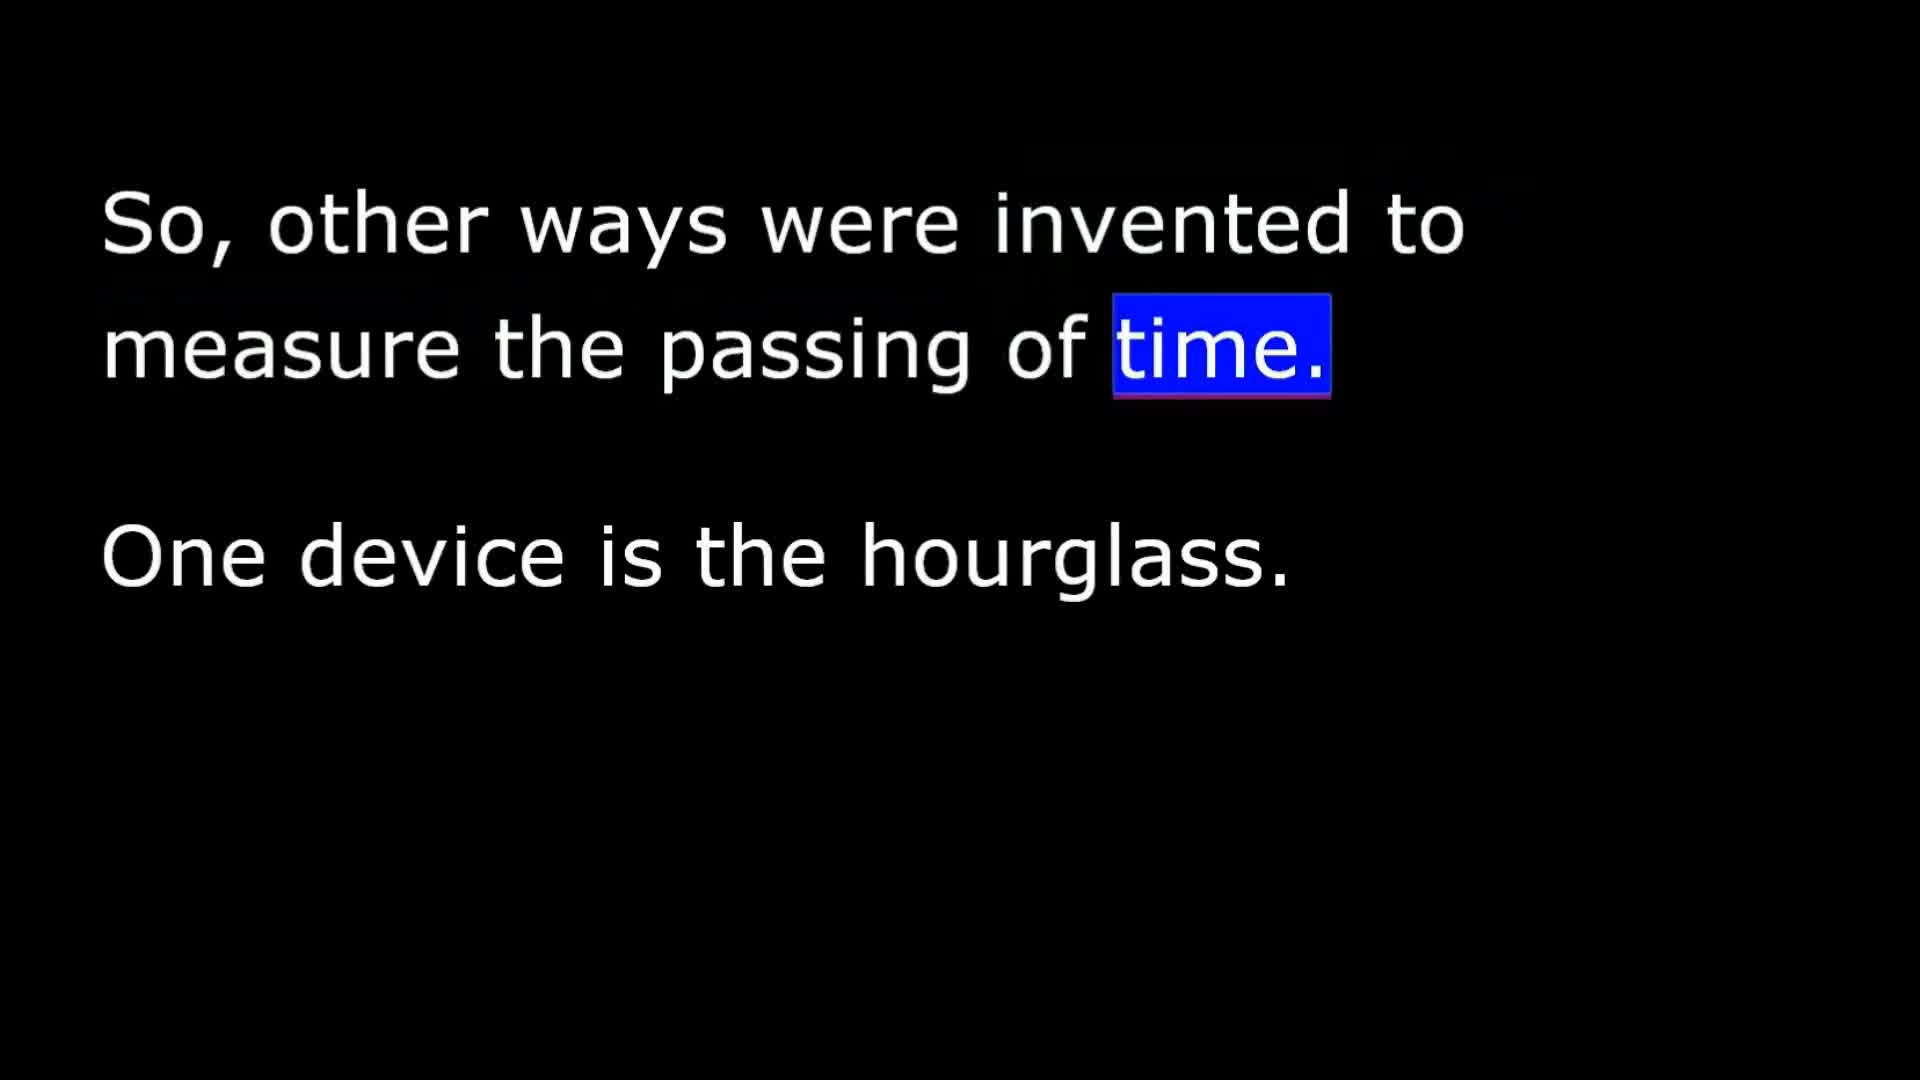 So, other ways were invented to
measure the passing of time.
One device is the hourglass.